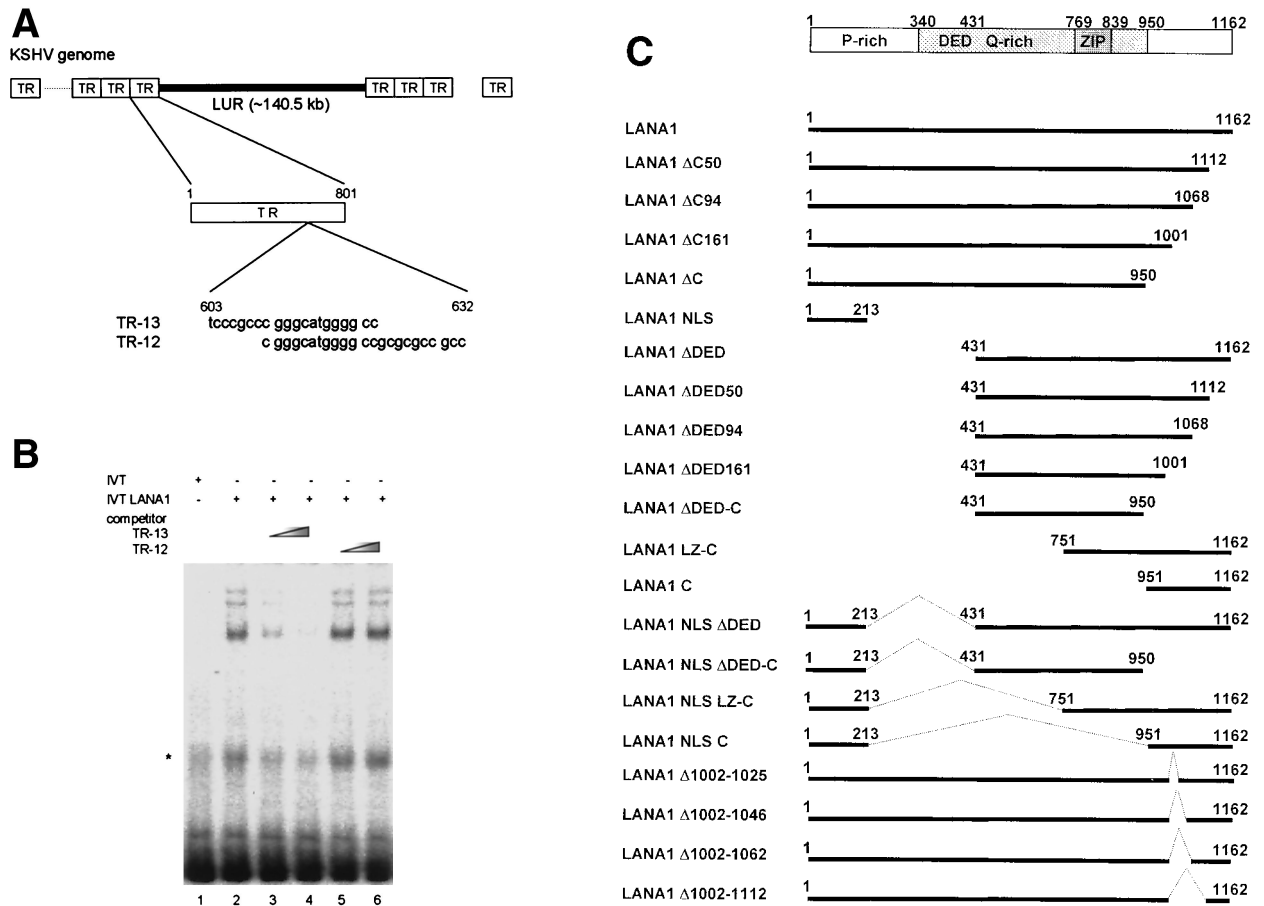 A
KSHV genome
TR TR TR TR TR TR TR TR
LUR (~140.5 kb)
1 801
TR
603 632
TR-13 tcccgccc gggcatgggg cc
TR-12 c gggcatgggg ccgcgcgcc gcc
B
IVT + - - - - -
IVT LANA1 - + + + + +
competitor
TR-13
TR-12
*
1 2 3 4 5 6
C
1 340 431 769 839 950 1162
P-rich DED Q-rich ZIP
LANA1 1 1162
LANA1 ΔC50 1 1112
LANA1 ΔC94 1 1068
LANA1 ΔC161 1 1001
LANA1 ΔC 1 950
LANA1 NLS 1 213
LANA1 ΔDED 431 1162
LANA1 ΔDED50 431 1112
LANA1 ΔDED94 431 1068
LANA1 ΔDED161 431 1001
LANA1 ΔDED-C 431 950
LANA1 LZ-C 751 1162
LANA1 C 951 1162
LANA1 NLS ΔDED 1 213 431 1162
LANA1 NLS ΔDED-C 1 213 431 950
LANA1 NLS LZ-C 1 213 751 1162
LANA1 NLS C 1 213 951 1162
LANA1 Δ1002-1025 1 1162
LANA1 Δ1002-1046 1 1162
LANA1 Δ1002-1062 1 1162
LANA1 Δ1002-1112 1 1162